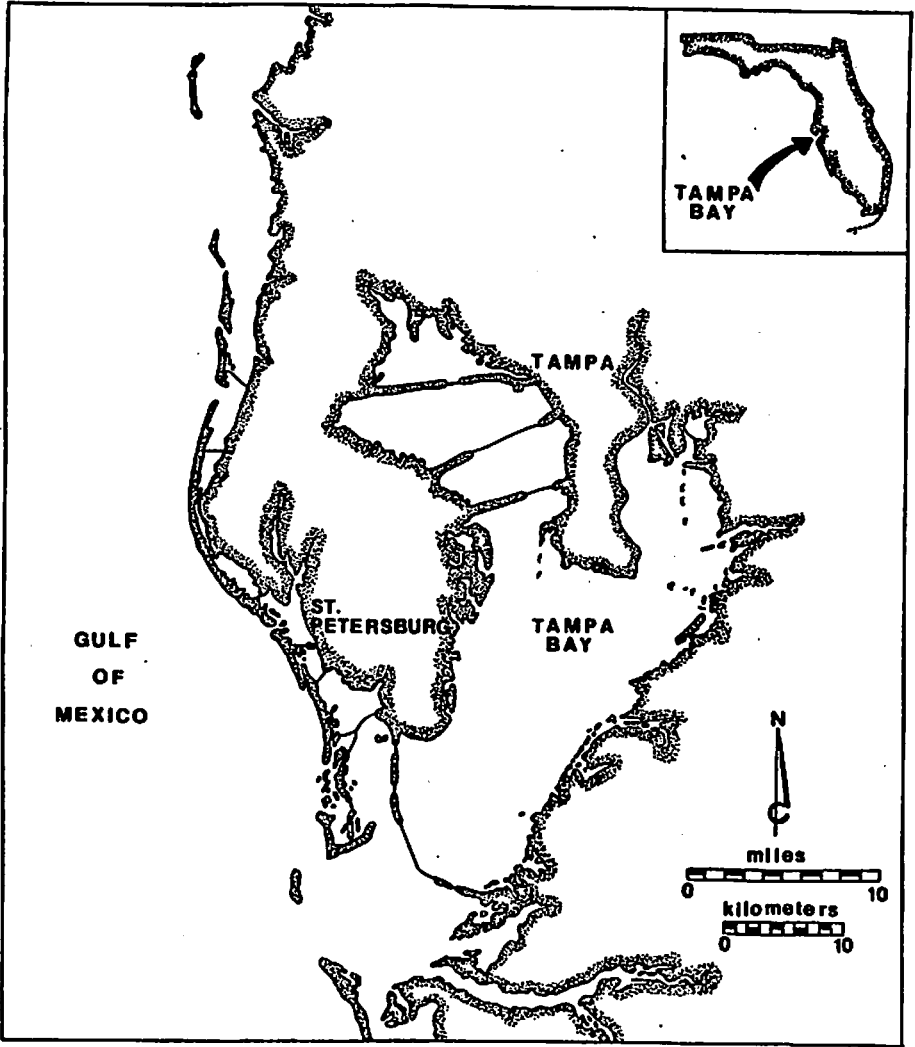 TAMPA
BAY
TAMPA
ST.
PETERSBURG
TAMPA
BAY
GULF
OF
MEXICO
N
miles
0 10
kilometers
0 10